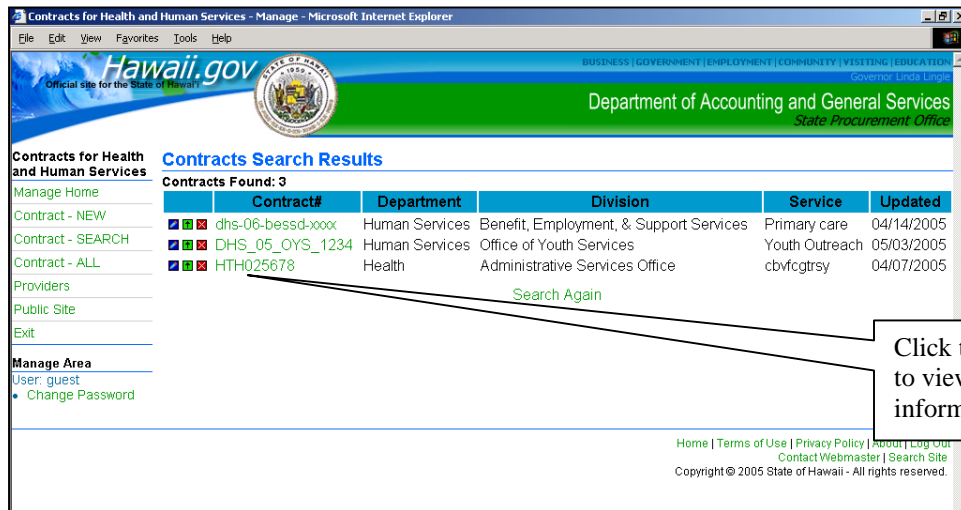 Contracts for Health and Human Services - Manage - Microsoft Internet Explorer
File Edit View Favorites Tools Help
Hawaii.gov
Official site for the State of Hawai'i
BUSINESS | GOVERNMENT | EMPLOYMENT | COMMUNITY | VISITING | EDUCATION
Governor Linda Lingle
Department of Accounting and General Services
State Procurement Office
Contracts for Health and Human Services
Manage Home
Contract - NEW
Contract - SEARCH
Contract - ALL
Providers
Public Site
Exit
Manage Area
User: guest
• Change Password
Contracts Search Results
Contracts Found: 3
Contract# Department Division Service Updated
dhs-06-bessd-xxxx Human Services Benefit, Employment, & Support Services Primary care 04/14/2005
DHS_05_OYS_1234 Human Services Office of Youth Services Youth Outreach 05/03/2005
HTH025678 Health Administrative Services Office cbvfcgtrsy 04/07/2005
Search Again
Click
to view
inform
Home | Terms of Use | Privacy Policy | About | Log Out
Contact Webmaster | Search Site
Copyright © 2005 State of Hawaii - All rights reserved.